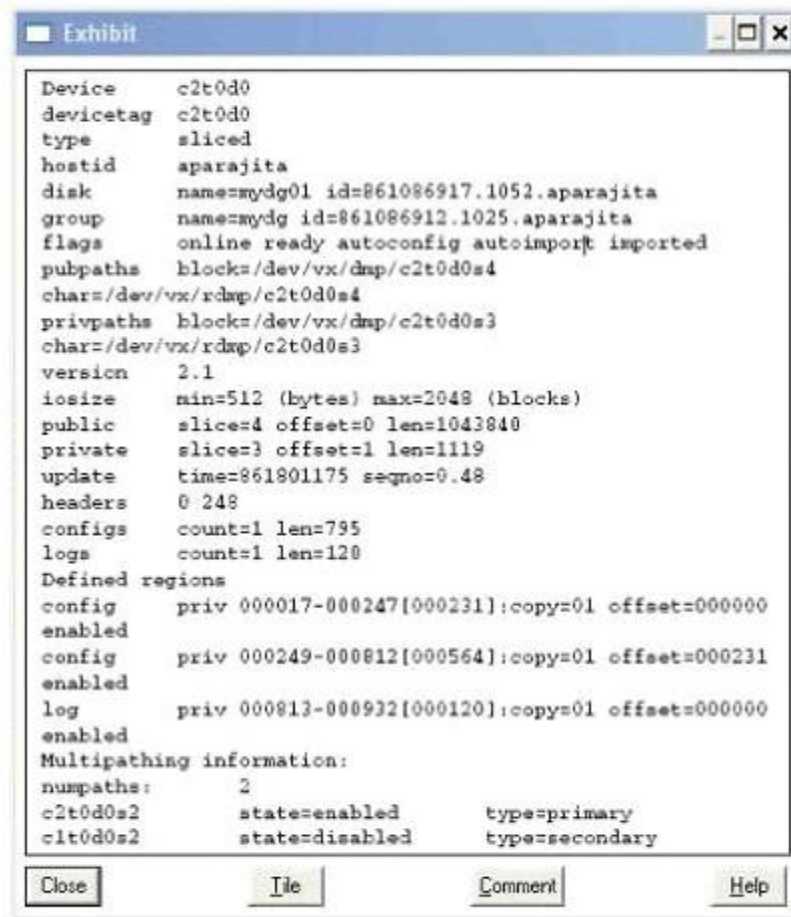 Exhibit
Device c2t0d0
devicetag c2t0d0
type sliced
hostid aparajita
disk name=mydg01 id=861086917.1052.aparajita
group name=mydg id=861086912.1025.aparajita
flags online ready autoconfig autoimport imported
pubpaths block=/dev/vx/dmp/c2t0d0s4
char=/dev/vx/rdmp/c2t0d0s4
privpaths block=/dev/vx/dmp/c2t0d0s3
char=/dev/vx/rdmp/c2t0d0s3
version 2.1
iosize min=512 (bytes) max=2048 (blocks)
public slice=4 offset=0 len=1043840
private slice=3 offset=1 len=1119
update time=861801175 seqno=0.48
headers 0 248
configs count=1 len=795
logs count=1 len=120
Defined regions
config priv 000017-000247[000231]:copy=01 offset=000000
enabled
config priv 000249-000812[000564]:copy=01 offset=000231
enabled
log priv 000813-000932[000120]:copy=01 offset=000000
enabled
Multipathing information:
numpaths: 2
c2t0d0s2 state=enabled type=primary
c1t0d0s2 state=disabled type=secondary
Close Tile Comment Help